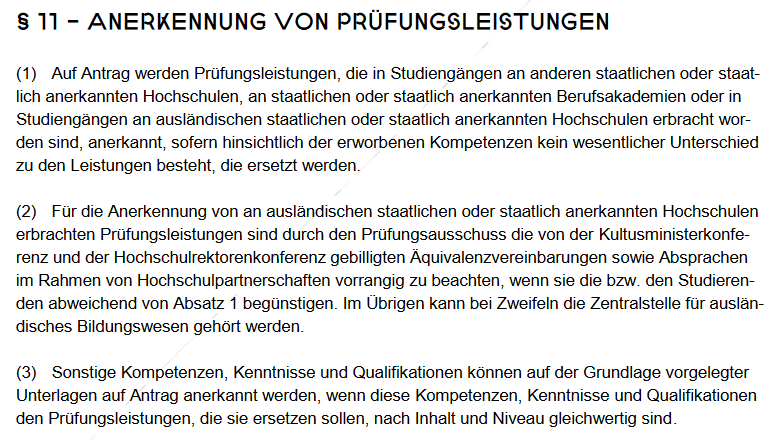 § 11 – ANERKENNUNG VON PRÜFUNGSLEISTUNGEN
(1) Auf Antrag werden Prüfungsleistungen, die in Studiengängen an anderen staatlichen oder staat-
lich anerkannten Hochschulen, an staatlichen oder staatlich anerkannten Berufsakademien oder in
Studiengängen an ausländischen staatlichen oder staatlich anerkannten Hochschulen erbracht wor-
den sind, anerkannt, sofern hinsichtlich der erworbenen Kompetenzen kein wesentlicher Unterschied
zu den Leistungen besteht, die ersetzt werden.
(2) Für die Anerkennung von an ausländischen staatlichen oder staatlich anerkannten Hochschulen
erbrachten Prüfungsleistungen sind durch den Prüfungsausschuss die von der Kultusministerkonfe-
renz und der Hochschulrektorenkonferenz gebilligten Äquivalenzvereinbarungen sowie Absprachen
im Rahmen von Hochschulpartnerschaften vorrangig zu beachten, wenn sie die bzw. den Studieren-
den abweichend von Absatz 1 begünstigen. Im Übrigen kann bei Zweifeln die Zentralstelle für auslän-
disches Bildungswesen gehört werden.
(3) Sonstige Kompetenzen, Kenntnisse und Qualifikationen können auf der Grundlage vorgelegter
Unterlagen auf Antrag anerkannt werden, wenn diese Kompetenzen, Kenntnisse und Qualifikationen
den Prüfungsleistungen, die sie ersetzen sollen, nach Inhalt und Niveau gleichwertig sind.